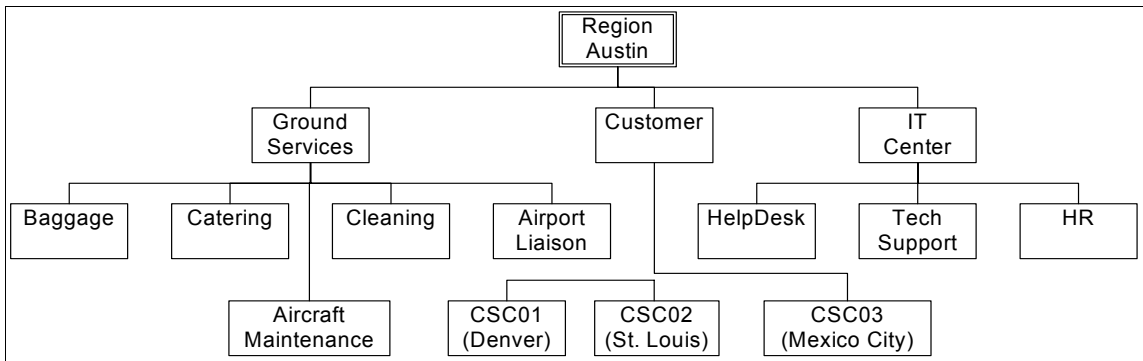 Region
Austin
Ground
Services
Customer
IT
Center
Baggage
Catering
Cleaning
Airport
Liaison
HelpDesk
Tech
Support
HR
Aircraft
Maintenance
CSC01
(Denver)
CSC02
(St. Louis)
CSC03
(Mexico City)